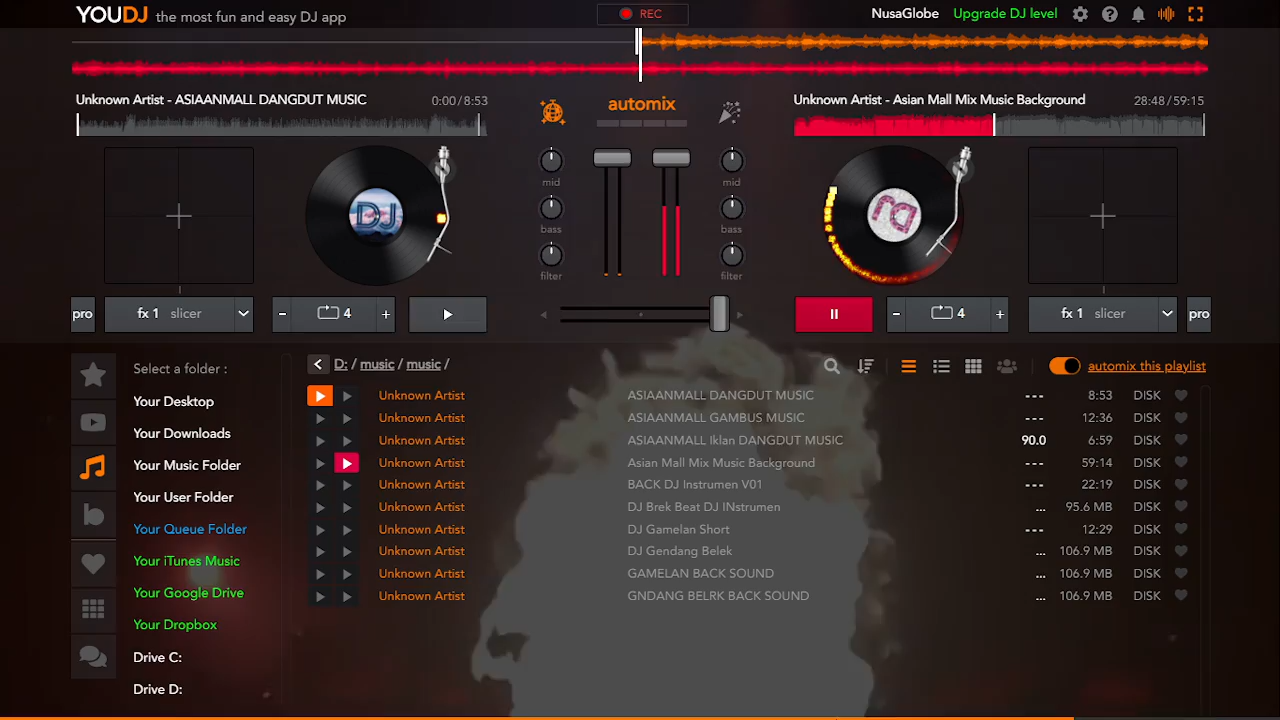 YOUDJ the most fun and easy DJ app
REC
NusaGlobe Upgrade DJ level
Unknown Artist - ASIAANMALL DANGDUT MUSIC 0:00/8:53
automix
Unknown Artist - Asian Mall Mix Music Background 28:48/59:15
DJ
DJ
mid
mid
bass
bass
filter
filter
pro fx 1 slicer - 4 +
- 4 + fx 1 slicer pro
Select a folder :
Your Desktop
Your Downloads
Your Music Folder
Your User Folder
Your Queue Folder
Your iTunes Music
Your Google Drive
Your Dropbox
Drive C:
Drive D:
D: / music / music /
automix this playlist
Unknown Artist ASIAANMALL DANGDUT MUSIC --- 8:53 DISK
Unknown Artist ASIAANMALL GAMBUS MUSIC --- 12:36 DISK
Unknown Artist ASIAANMALL Iklan DANGDUT MUSIC 90.0 6:59 DISK
Unknown Artist Asian Mall Mix Music Background --- 59:14 DISK
Unknown Artist BACK DJ Instrumen V01 --- 22:19 DISK
Unknown Artist DJ Brek Beat DJ INstrumen ... 95.6 MB DISK
Unknown Artist DJ Gamelan Short --- 12:29 DISK
Unknown Artist DJ Gendang Belek ... 106.9 MB DISK
Unknown Artist GAMELAN BACK SOUND ... 106.9 MB DISK
Unknown Artist GNDANG BELRK BACK SOUND ... 106.9 MB DISK